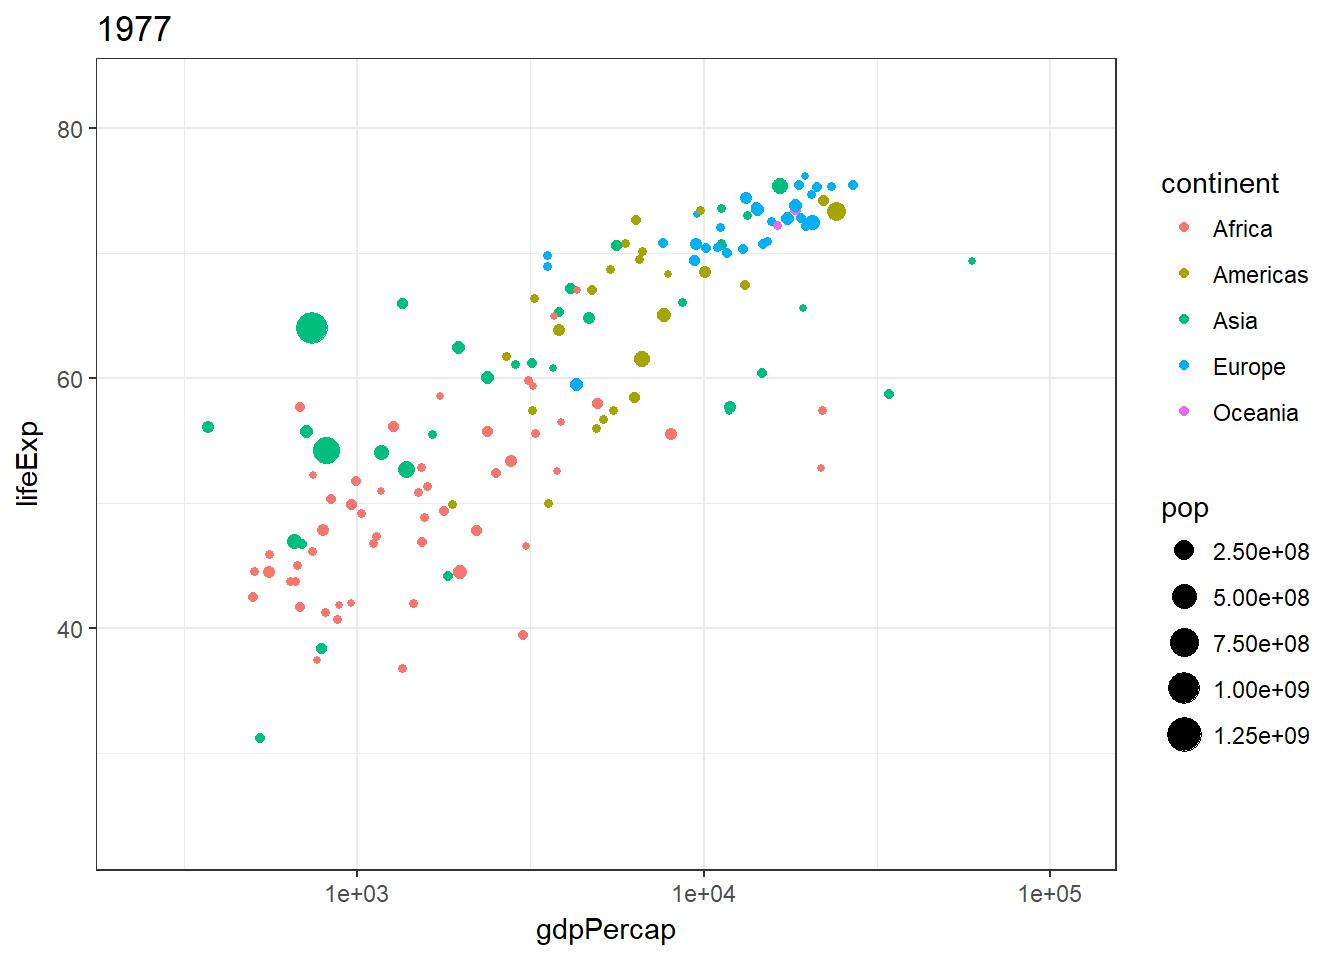 1977
80
60
40
lifeExp
1e+03
1e+04
1e+05
gdpPercap
continent
Africa
Americas
Asia
Europe
Oceania
pop
2.50e+08
5.00e+08
7.50e+08
1.00e+09
1.25e+09